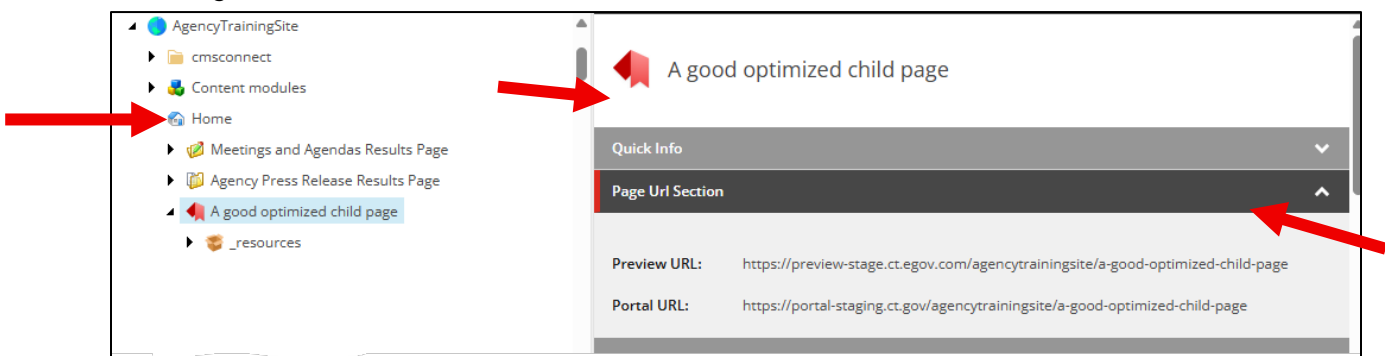 AgencyTrainingSite
cmsconnect
Content modules
Home
Meetings and Agendas Results Page
Agency Press Release Results Page
A good optimized child page
_resources
A good optimized child page
Quick Info
Page Url Section
Preview URL: https://preview-stage.ct.egov.com/agencytrainingsite/a-good-optimized-child-page
Portal URL: https://portal-staging.ct.gov/agencytrainingsite/a-good-optimized-child-page